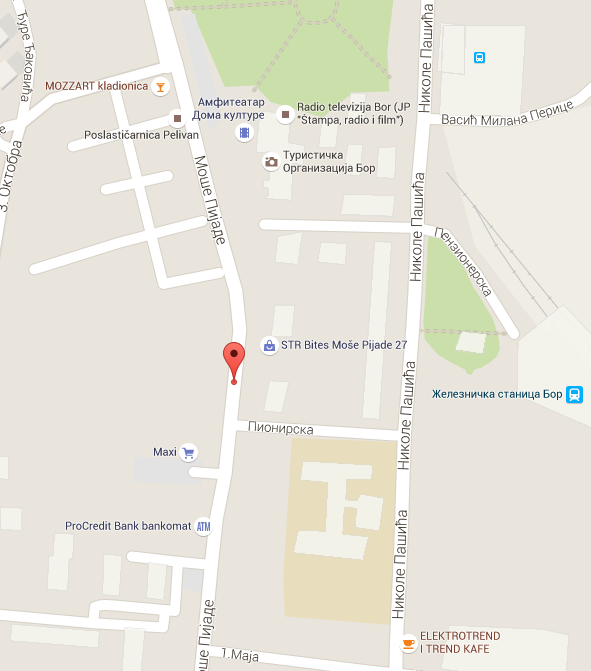 Ђуре Ђаковића
Николе Пашића
MOZZART kladionica
Амфитеатар
Дома културе
Radio televizija Bor (JP
"Štampa, radio i film")
Васић Милана Перице
Poslastičarnica Pelivan
3. Октобра
Моше Пијаде
Туристичка
Организација Бор
Николе Пашића
Пензионерска
STR Bites Moše Pijade 27
Железничка станица Бор
Николе Пашића
Пионирска
Maxi
ProCredit Bank bankomat
ATM
Николе Пашића
Моше Пијаде
ELEKTROTREND
I TREND KAFE
1.Маја